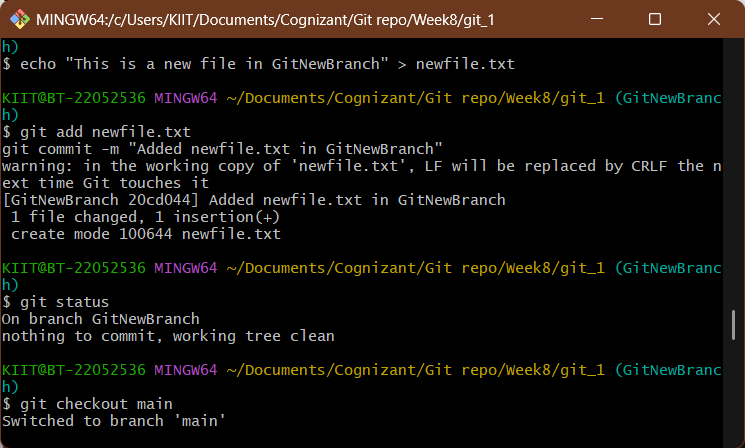 MINGW64:/c/Users/KIIT/Documents/Cognizant/Git repo/Week8/git_1
h)
$ echo "This is a new file in GitNewBranch" > newfile.txt
KIIT@BT-22052536 MINGW64 ~/Documents/Cognizant/Git repo/Week8/git_1 (GitNewBranc
h)
$ git add newfile.txt
git commit -m "Added newfile.txt in GitNewBranch"
warning: in the working copy of 'newfile.txt', LF will be replaced by CRLF the n
ext time Git touches it
[GitNewBranch 20cd044] Added newfile.txt in GitNewBranch
 1 file changed, 1 insertion(+)
 create mode 100644 newfile.txt
KIIT@BT-22052536 MINGW64 ~/Documents/Cognizant/Git repo/Week8/git_1 (GitNewBranc
h)
$ git status
On branch GitNewBranch
nothing to commit, working tree clean
KIIT@BT-22052536 MINGW64 ~/Documents/Cognizant/Git repo/Week8/git_1 (GitNewBranc
h)
$ git checkout main
Switched to branch 'main'